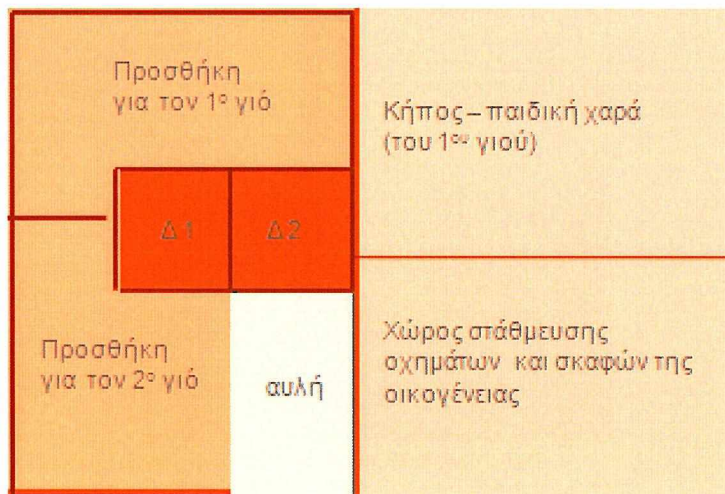 Προσθήκη
για τον 1ο γιό
Κήπος – παιδική χαρά
(του 1ου γιού)
Δ1
Δ2
Προσθήκη
για τον 2ο γιό
αυλή
Χώρος στάθμευσης
οχημάτων και σκαφών της
οικογένειας